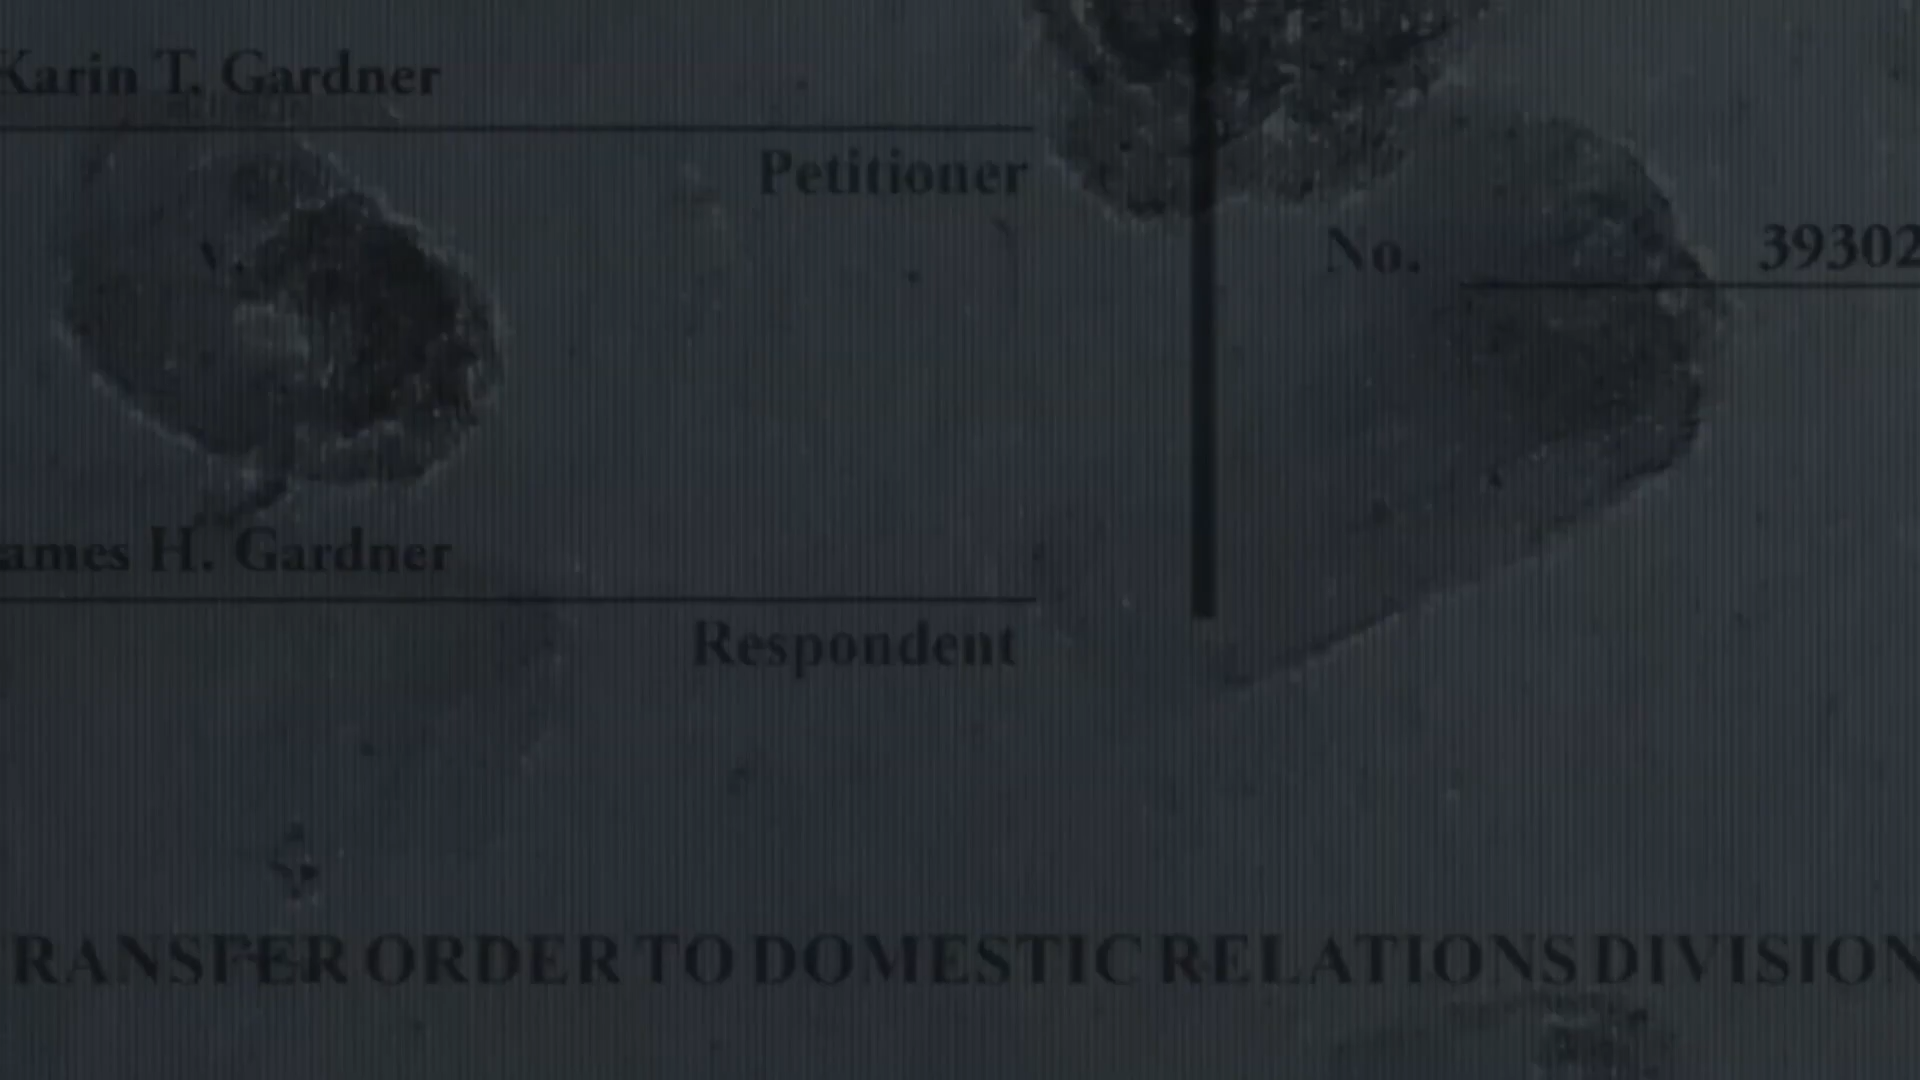 Karin T. Gardner
Petitioner
v.
No. 39302
ames H. Gardner
Respondent
RANSFER ORDER TO DOMESTIC RELATIONS DIVISION